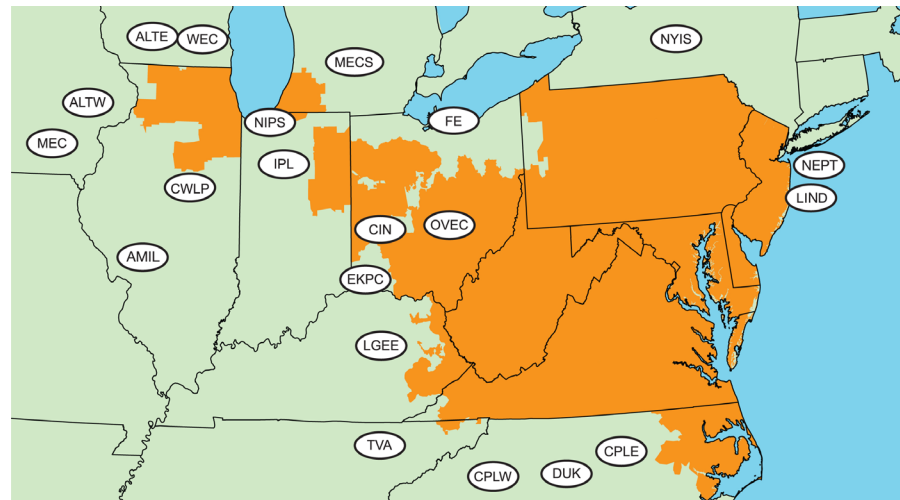 ALTE
WEC
NYIS
MECS
ALTW
NIPS
FE
MEC
IPL
NEPT
CWLP
LIND
CIN
OVEC
AMIL
EKPC
LGEE
TVA
CPLE
DUK
CPLW